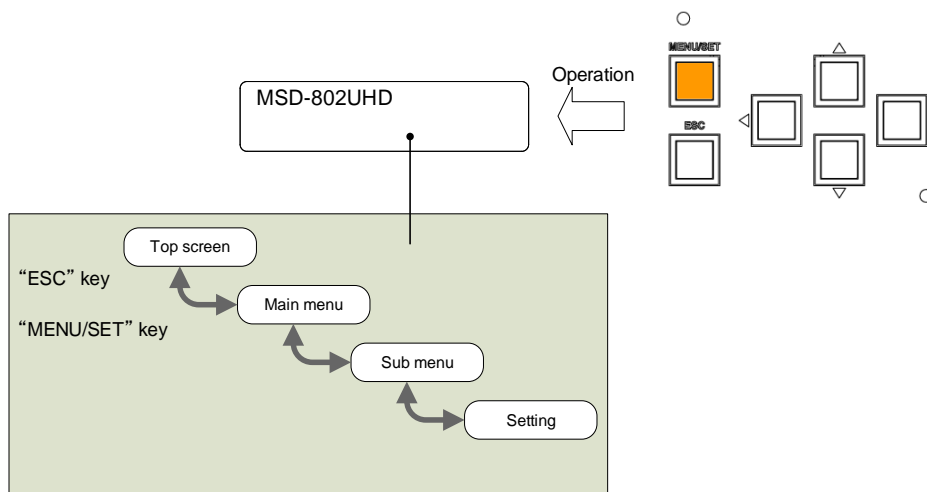 MENU/SET
Operation
MSD-802UHD
ESC
Top screen
“ESC” key
Main menu
“MENU/SET” key
Sub menu
Setting